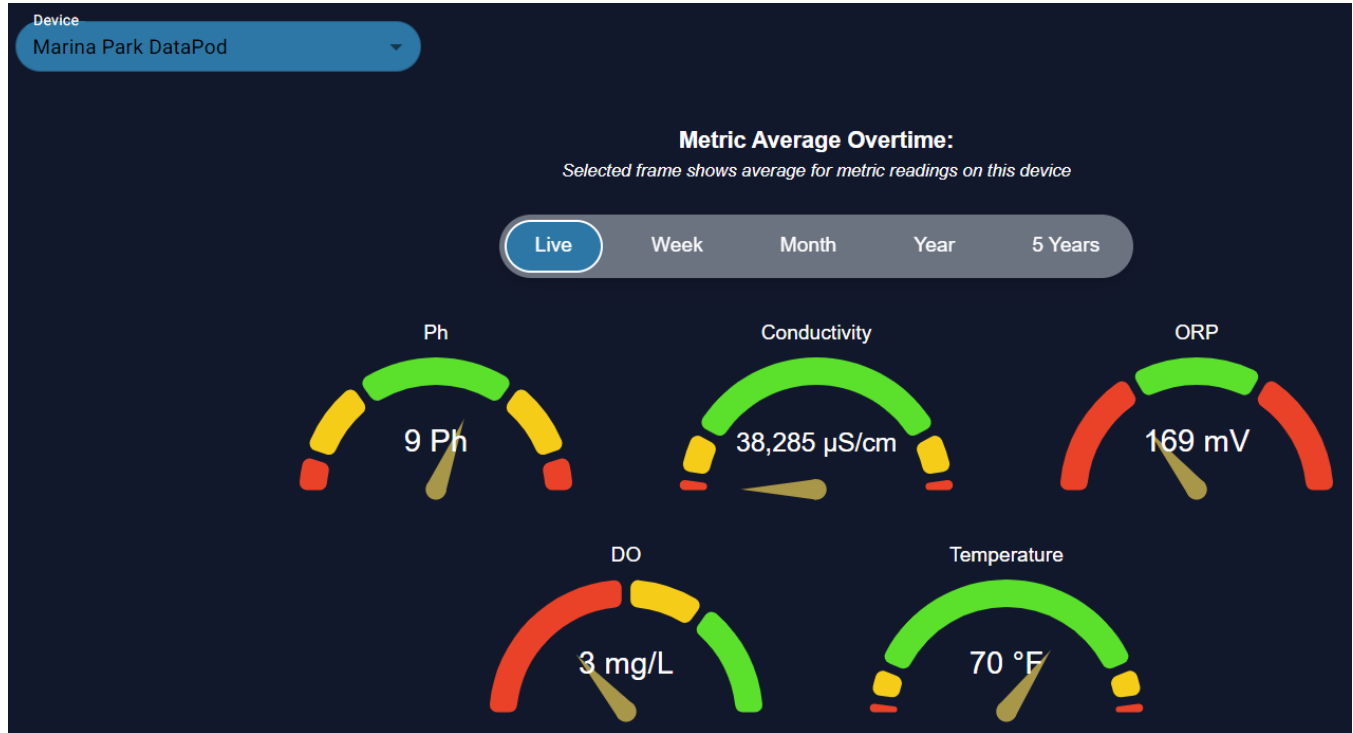 Device
Marina Park DataPod
Metric Average Overtime:
Selected frame shows average for metric readings on this device
Live Week Month Year 5 Years
Ph Conductivity ORP
9 Ph 38,285 µS/cm 169 mV
DO Temperature
3 mg/L 70 °F